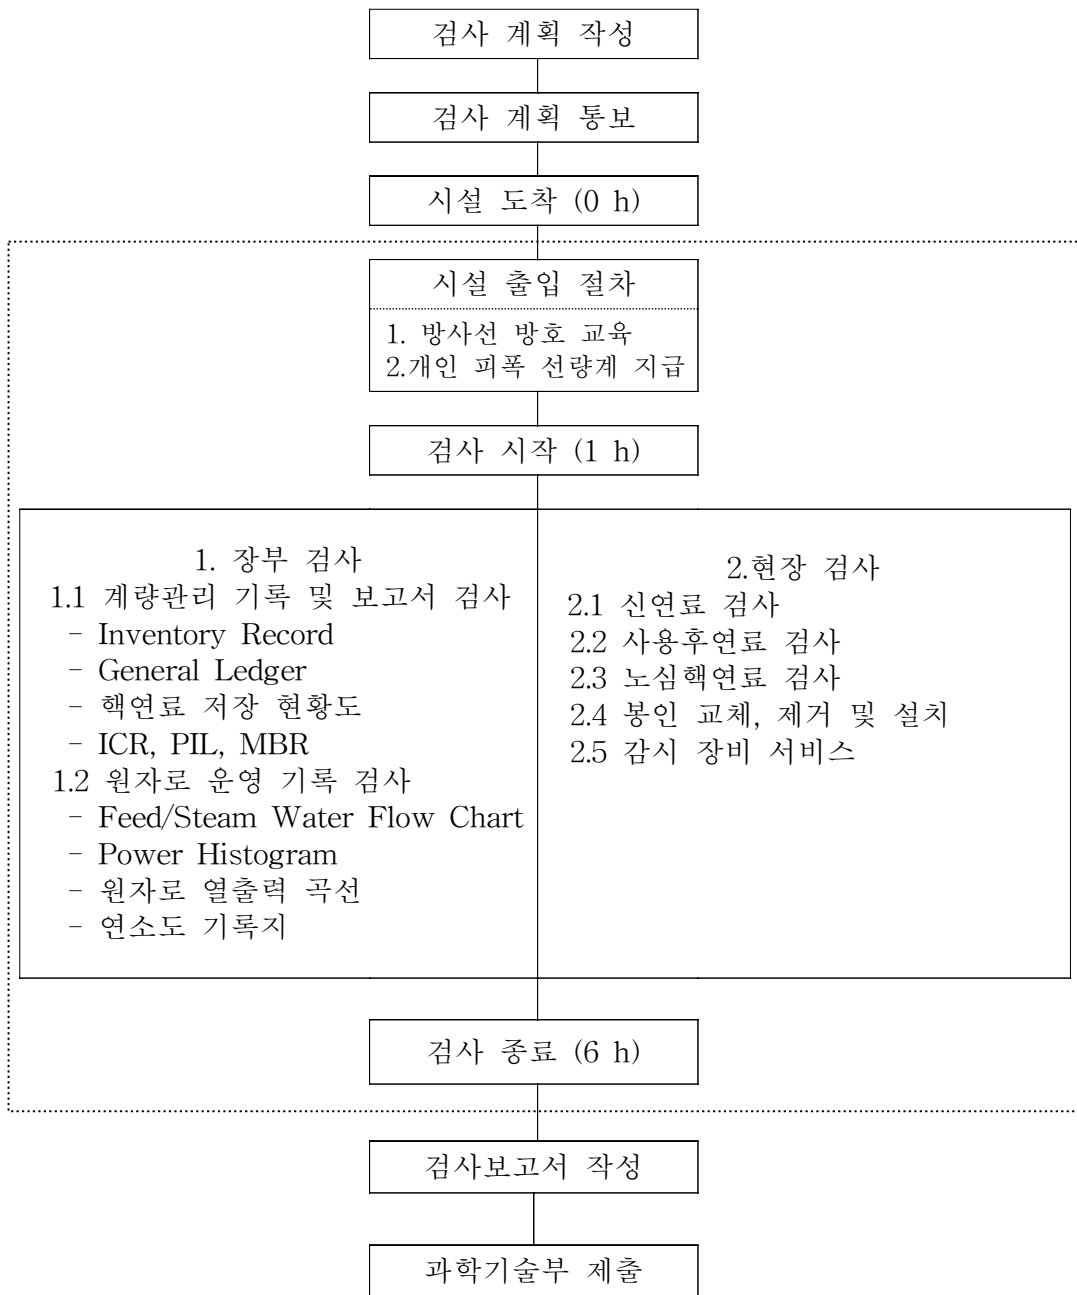 검사 계획 작성
검사 계획 통보
시설 도착 (0 h)
시설 출입 절차
1. 방사선 방호 교육
2.개인 피폭 선량계 지급
검사 시작 (1 h)
1. 장부 검사
1.1 계량관리 기록 및 보고서 검사
- Inventory Record
- General Ledger
- 핵연료 저장 현황도
- ICR, PIL, MBR
1.2 원자로 운영 기록 검사
- Feed/Steam Water Flow Chart
- Power Histogram
- 원자로 열출력 곡선
- 연소도 기록지
2.현장 검사
2.1 신연료 검사
2.2 사용후연료 검사
2.3 노심핵연료 검사
2.4 봉인 교체, 제거 및 설치
2.5 감시 장비 서비스
검사 종료 (6 h)
검사보고서 작성
과학기술부 제출